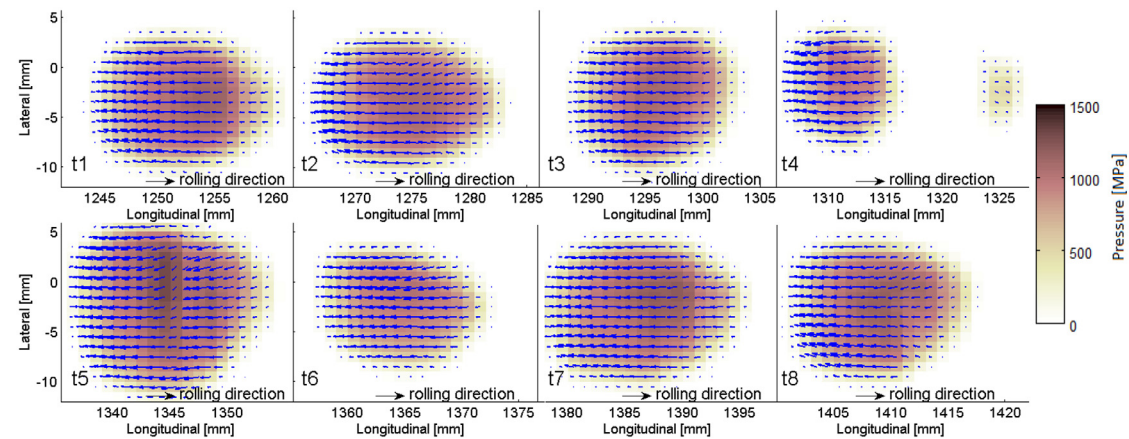 5
0
-5
-10
Lateral [mm]
t1
rolling direction
1245 1250 1255 1260
Longitudinal [mm]
t2
rolling direction
1270 1275 1280 1285
Longitudinal [mm]
t3
rolling direction
1290 1295 1300 1305
Longitudinal [mm]
t4
rolling direction
1310 1315 1320 1325
Longitudinal [mm]
5
0
-5
-10
Lateral [mm]
t5
rolling direction
1340 1345 1350
Longitudinal [mm]
t6
rolling direction
1360 1365 1370 1375
Longitudinal [mm]
t7
rolling direction
1380 1385 1390 1395
Longitudinal [mm]
t8
rolling direction
1405 1410 1415 1420
Longitudinal [mm]
1500
1000
500
0
Pressure [MPa]